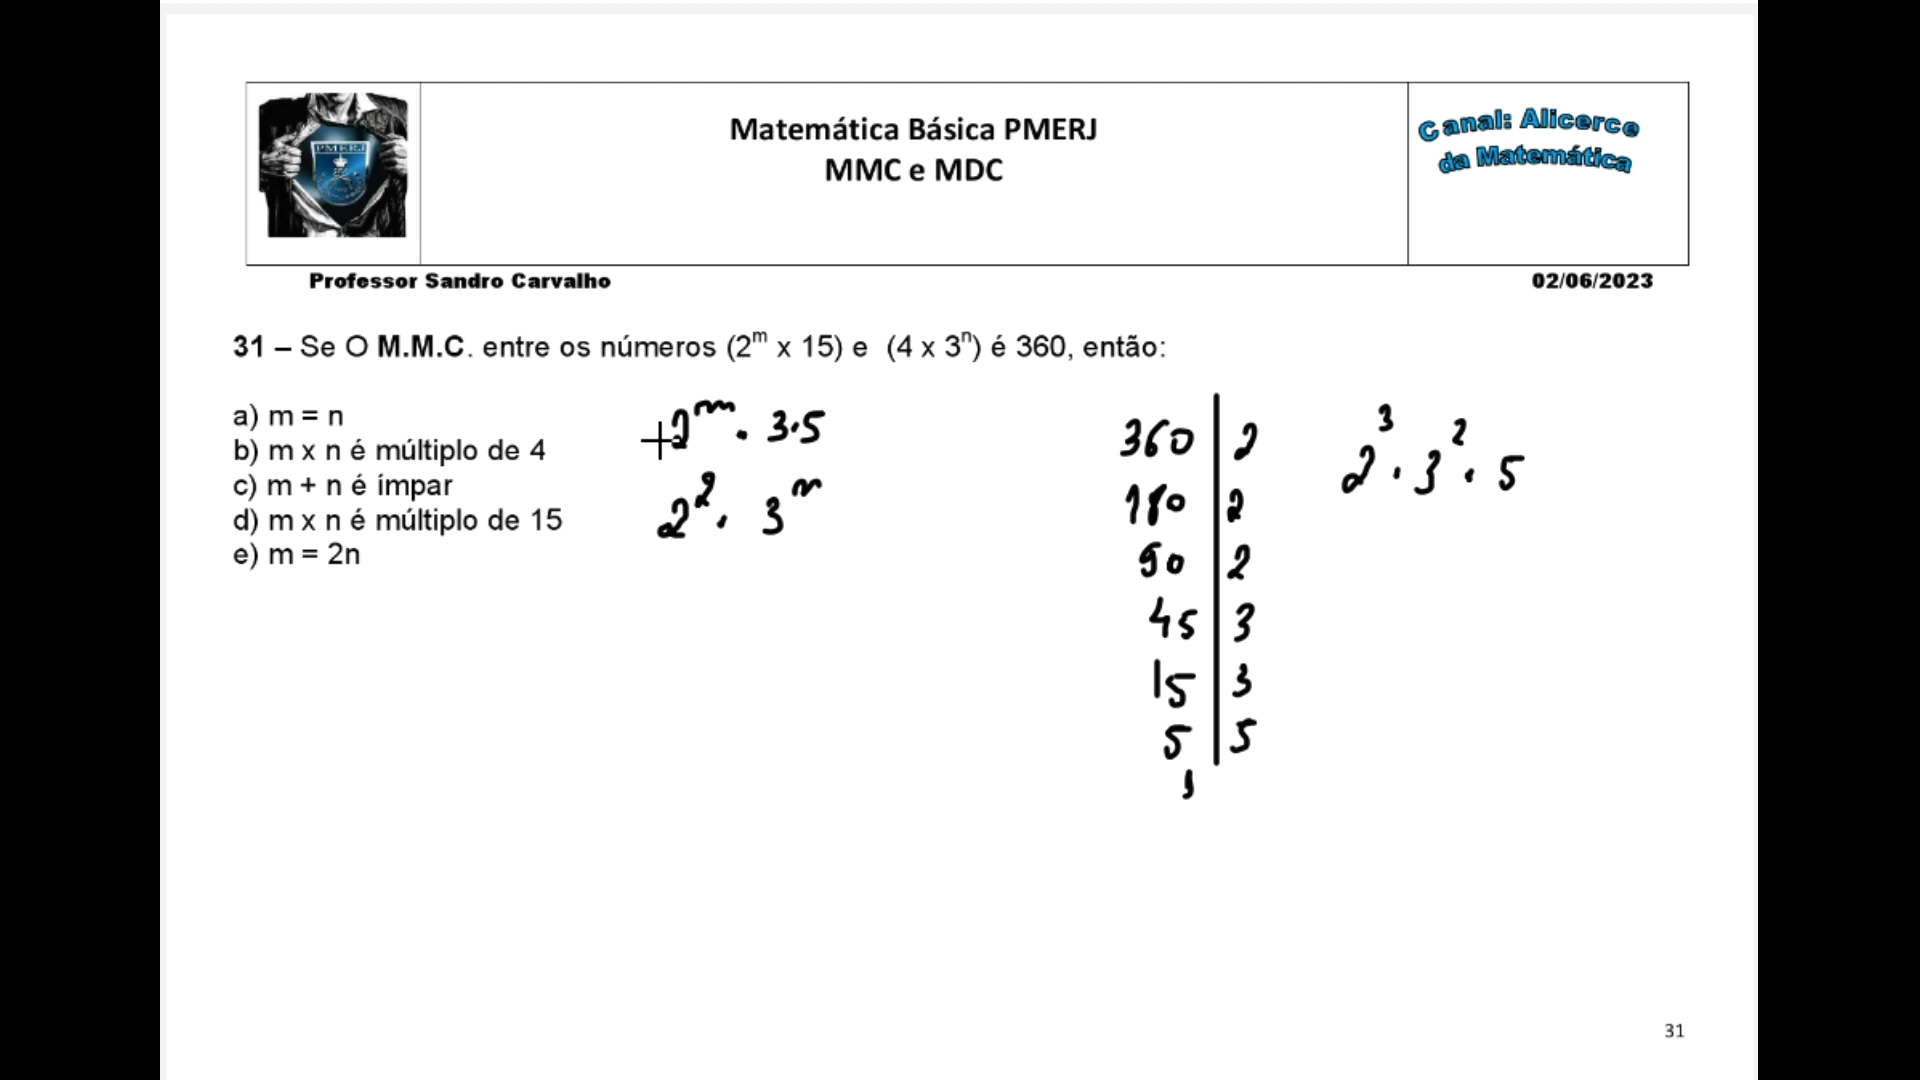 PMERJ
Matemática Básica PMERJ
MMC e MDC
Canal: Alicerce
da Matemática
Professor Sandro Carvalho
02/06/2023
31 – Se O M.M.C. entre os números (2^m x 15) e (4 x 3^n) é 360, então:
a) m = n
b) m x n é múltiplo de 4
c) m + n é ímpar
d) m x n é múltiplo de 15
e) m = 2n
2^m . 3.5
2^2 . 3^n
360 | 2
180 | 2
90 | 2
45 | 3
15 | 3
5 | 5
1
2^3 . 3^2 . 5
31